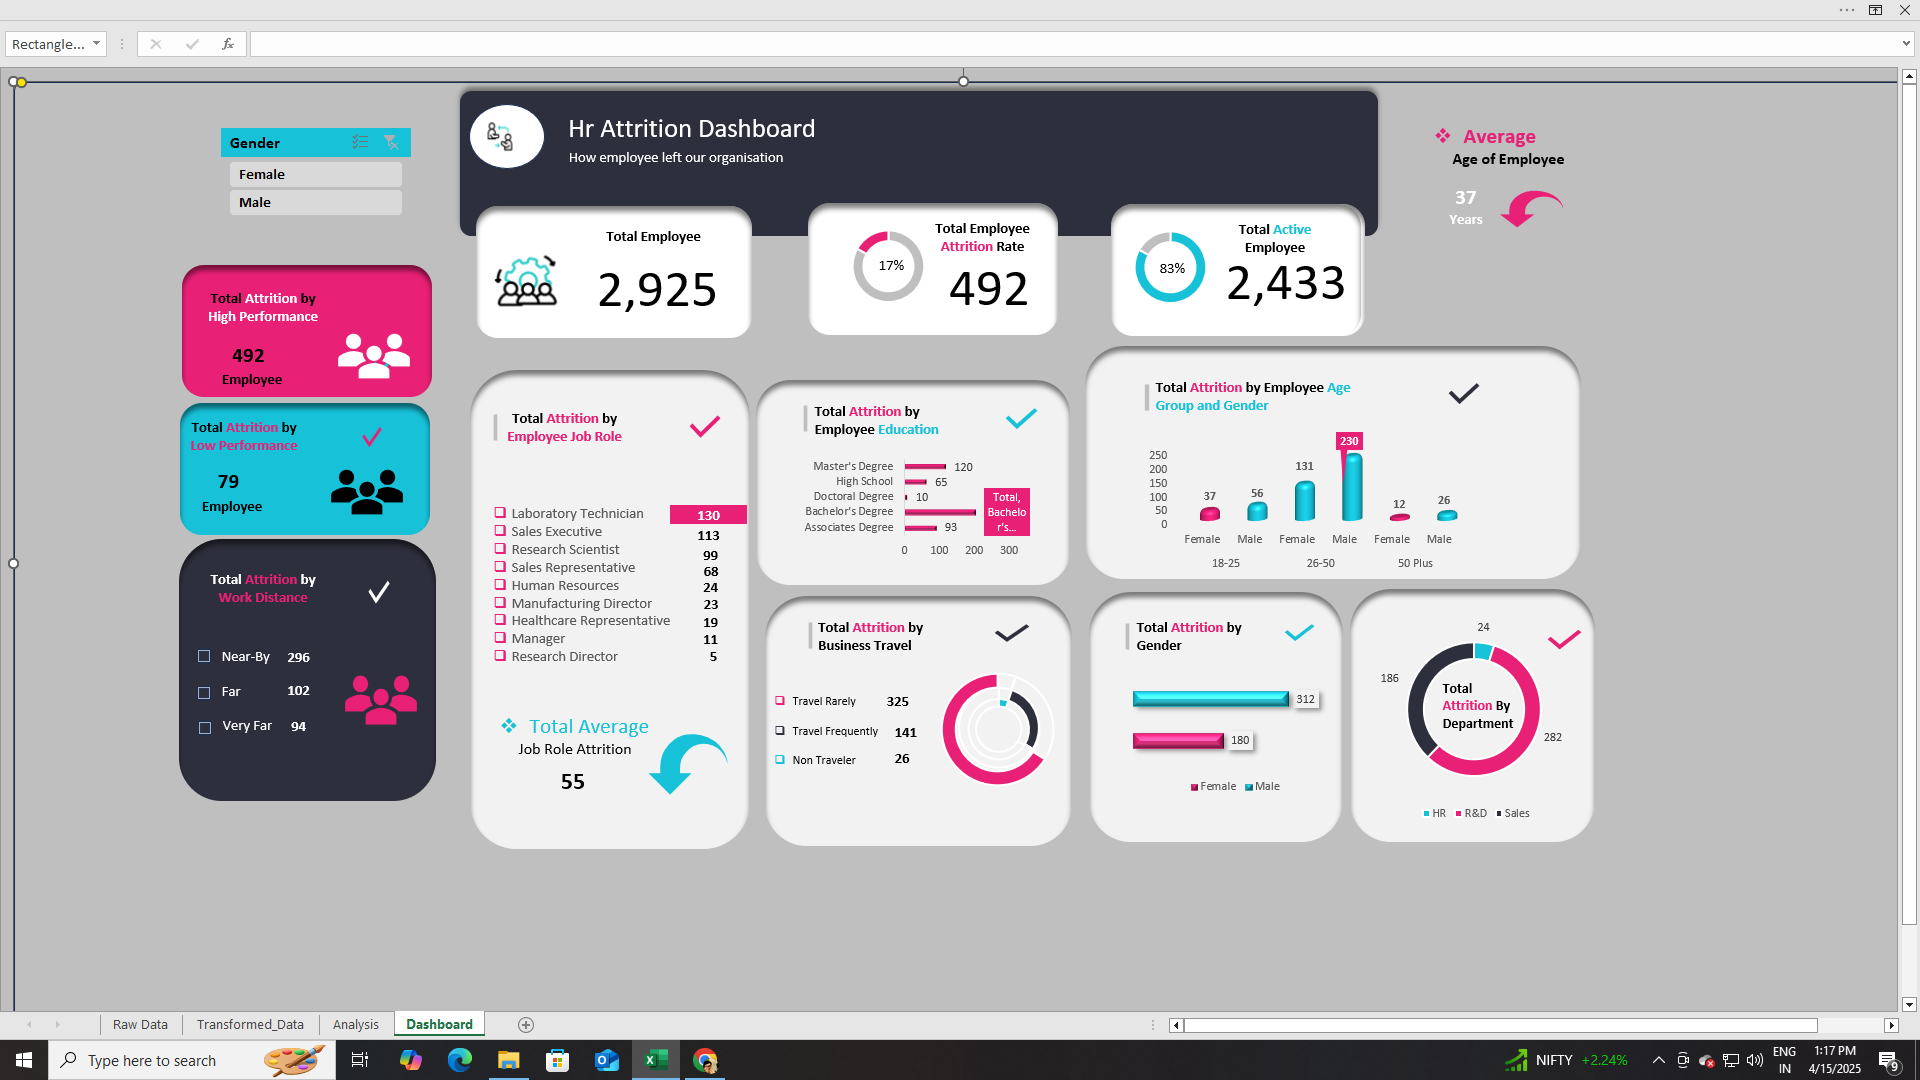 Rectangle...
fx
Gender
Female
Male
Hr Attrition Dashboard
How employee left our organisation
Average
Age of Employee
37
Years
Total Employee
2,925
Total Employee
Attrition Rate
17%
492
Total Active
Employee
83%
2,433
Total Attrition by
High Performance
492
Employee
Total Attrition by
Low Performance
79
Employee
Total Attrition by
Work Distance
Near-By 296
Far 102
Very Far 94
Total Attrition by
Employee Job Role
Laboratory Technician 130
Sales Executive 113
Research Scientist 99
Sales Representative 68
Human Resources 24
Manufacturing Director 23
Healthcare Representative 19
Manager 11
Research Director 5
Total Average
Job Role Attrition
55
Total Attrition by
Employee Education
Master's Degree 120
High School 65
Doctoral Degree 10
Bachelor's Degree
Associates Degree 93
Total,
Bachelo
r's...
0 100 200 300
Total Attrition by Employee Age
Group and Gender
250
200
150
100
50
0
37 56 131 230 12 26
Female Male Female Male Female Male
18-25 26-50 50 Plus
Total Attrition by
Business Travel
Travel Rarely 325
Travel Frequently 141
Non Traveler 26
Total Attrition by
Gender
312
180
Female Male
24
186
282
Total
Attrition By
Department
HR R&D Sales
Raw Data Transformed_Data Analysis Dashboard
Type here to search
NIFTY +2.24%
ENG
IN
1:17 PM
4/15/2025
9